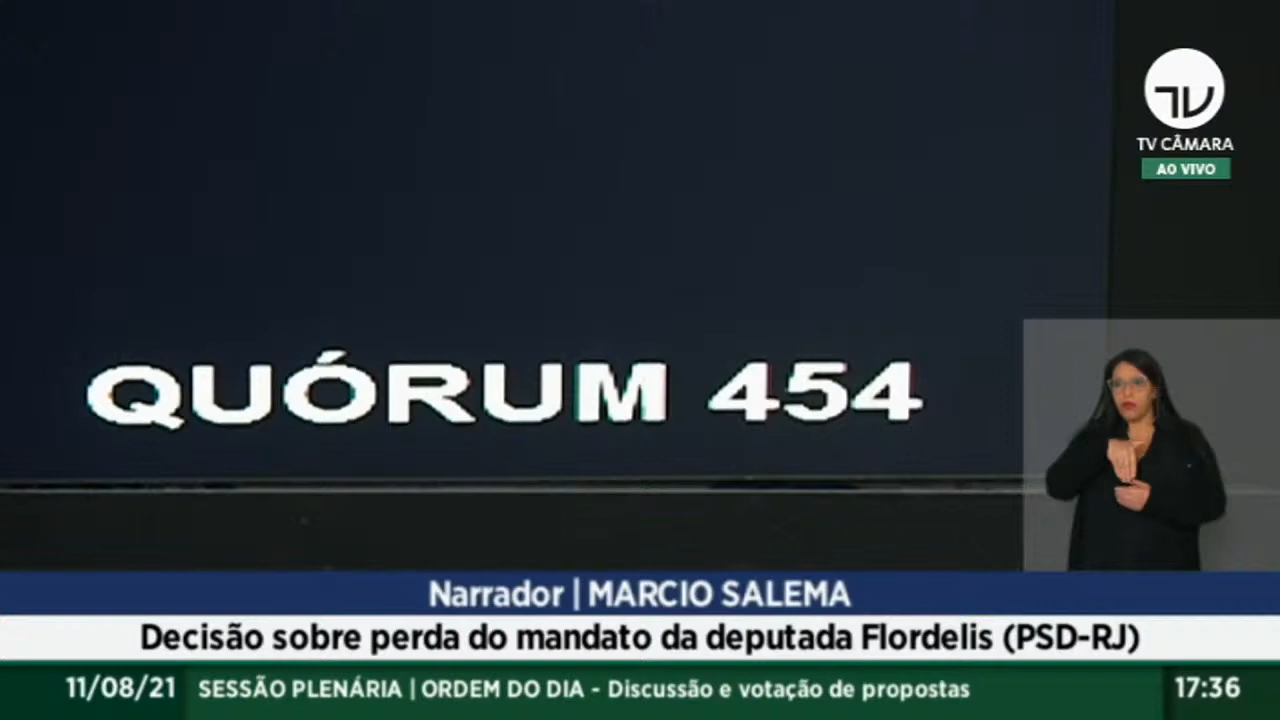 TV CÂMARA
AO VIVO
QUÓRUM 454
Narrador | MARCIO SALEMA
Decisão sobre perda do mandato da deputada Flordelis (PSD-RJ)
11/08/21 SESSÃO PLENÁRIA | ORDEM DO DIA - Discussão e votação de propostas 17:36